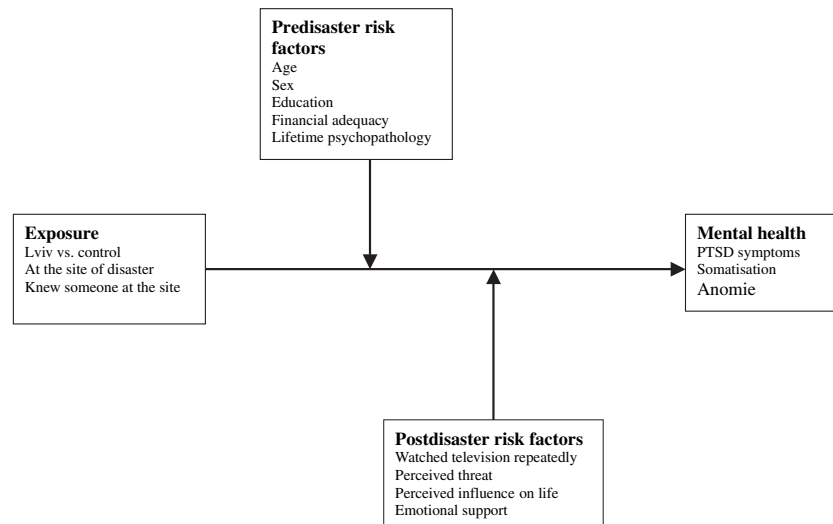 Predisaster risk
factors
Age
Sex
Education
Financial adequacy
Lifetime psychopathology
Exposure
Lviv vs. control
At the site of disaster
Knew someone at the site
Mental health
PTSD symptoms
Somatisation
Anomie
Postdisaster risk factors
Watched television repeatedly
Perceived threat
Perceived influence on life
Emotional support